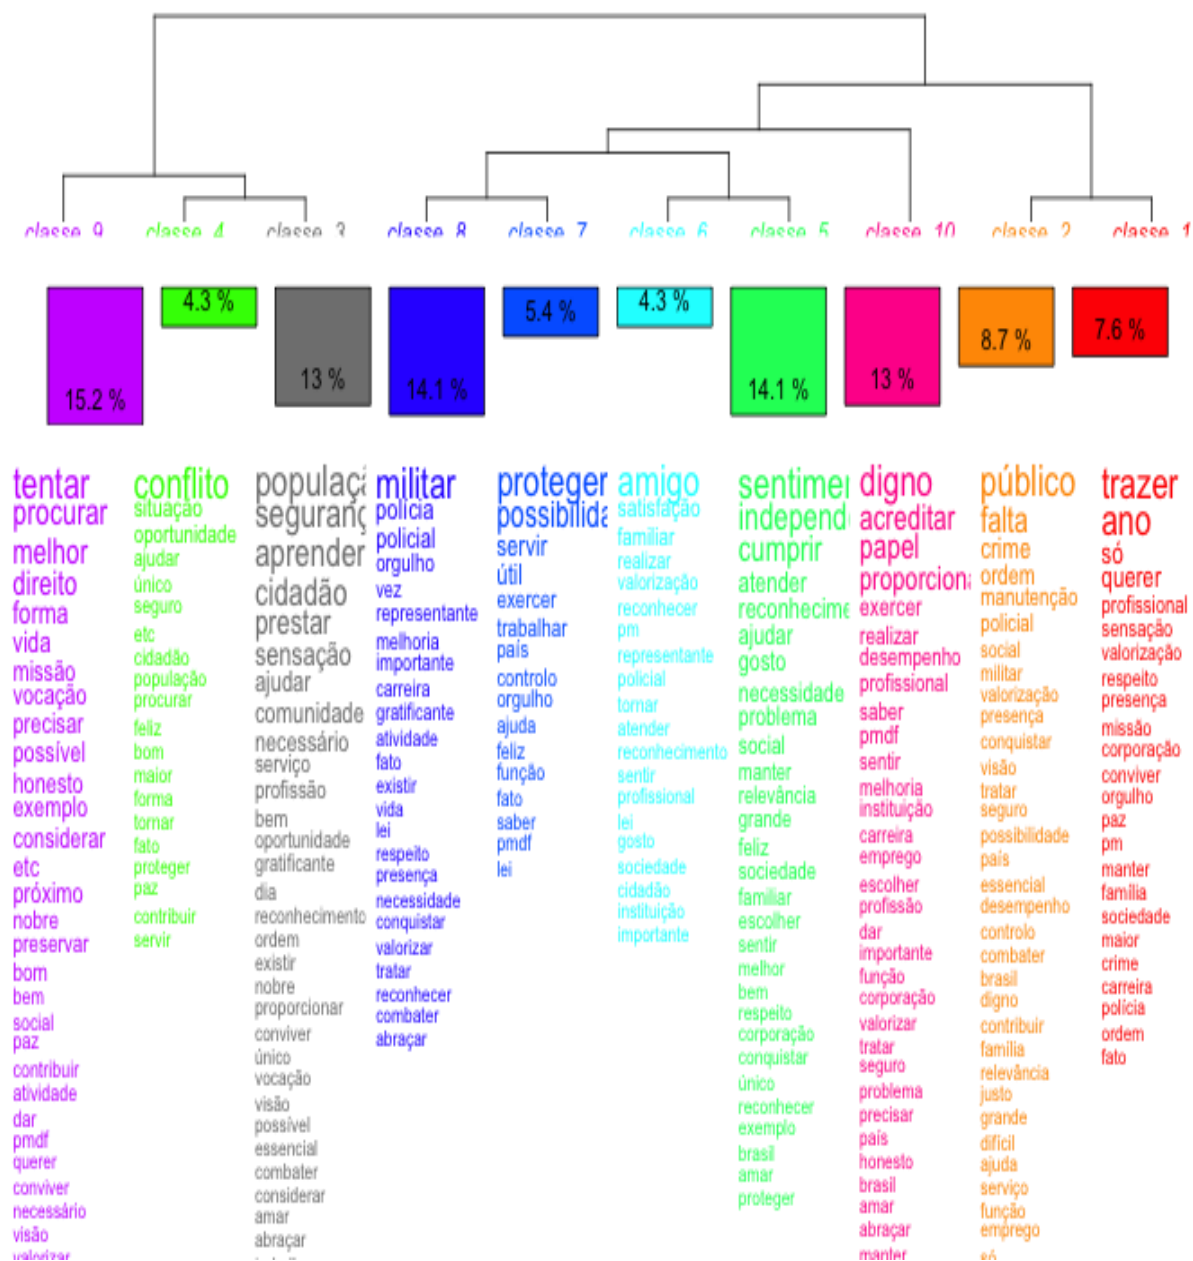 classe 9
classe 4
classe 3
classe 8
classe 7
classe 6
classe 5
classe 10
classe 2
classe 1
15.2 %
4.3 %
13 %
14.1 %
5.4 %
4.3 %
14.1 %
13 %
8.7 %
7.6 %
tentar
procurar
melhor
direito
forma
vida
missão
vocação
precisar
possível
honesto
exemplo
considerar
etc
próximo
nobre
preservar
bom
bem
social
paz
contribuir
atividade
dar
pmdf
querer
conviver
necessário
visão
valorizar
conflito
situação
oportunidade
ajudar
único
seguro
etc
cidadão
população
procurar
feliz
bom
maior
forma
tornar
fato
proteger
paz
contribuir
servir
populaçã
seguranç
aprender
cidadão
prestar
sensação
ajudar
comunidade
necessário
serviço
profissão
bem
oportunidade
gratificante
dia
reconhecimento
ordem
existir
nobre
proporcionar
conviver
único
vocação
visão
possível
essencial
combater
considerar
amar
abraçar
militar
polícia
policial
orgulho
vez
representante
melhoria
importante
carreira
gratificante
atividade
fato
existir
vida
lei
respeito
presença
necessidade
conquistar
valorizar
tratar
reconhecer
combater
abraçar
proteger
possibilida
servir
útil
exercer
trabalhar
país
controlo
orgulho
ajuda
feliz
função
fato
saber
pmdf
lei
amigo
satisfação
familiar
realizar
valorização
reconhecer
pm
representante
policial
tornar
atender
reconhecimento
sentir
profissional
lei
gosto
sociedade
cidadão
instituição
importante
sentimen
independ
cumprir
atender
reconhecime
ajudar
gosto
necessidade
problema
social
manter
relevância
grande
feliz
sociedade
familiar
escolher
sentir
melhor
bem
respeito
corporação
conquistar
único
reconhecer
exemplo
brasil
amar
proteger
digno
acreditar
papel
proporciona
exercer
realizar
desempenho
profissional
saber
pmdf
sentir
melhoria
instituição
carreira
emprego
escolher
profissão
dar
importante
função
corporação
valorizar
tratar
seguro
problema
precisar
país
honesto
brasil
amar
abraçar
manter
público
falta
crime
ordem
manutenção
policial
social
militar
valorização
presença
conquistar
visão
tratar
seguro
possibilidade
país
essencial
desempenho
controlo
combater
brasil
digno
contribuir
família
relevância
justo
grande
difícil
ajuda
serviço
função
emprego
só
trazer
ano
só
querer
profissional
sensação
valorização
respeito
presença
missão
corporação
conviver
orgulho
paz
pm
manter
família
sociedade
maior
crime
carreira
polícia
ordem
fato